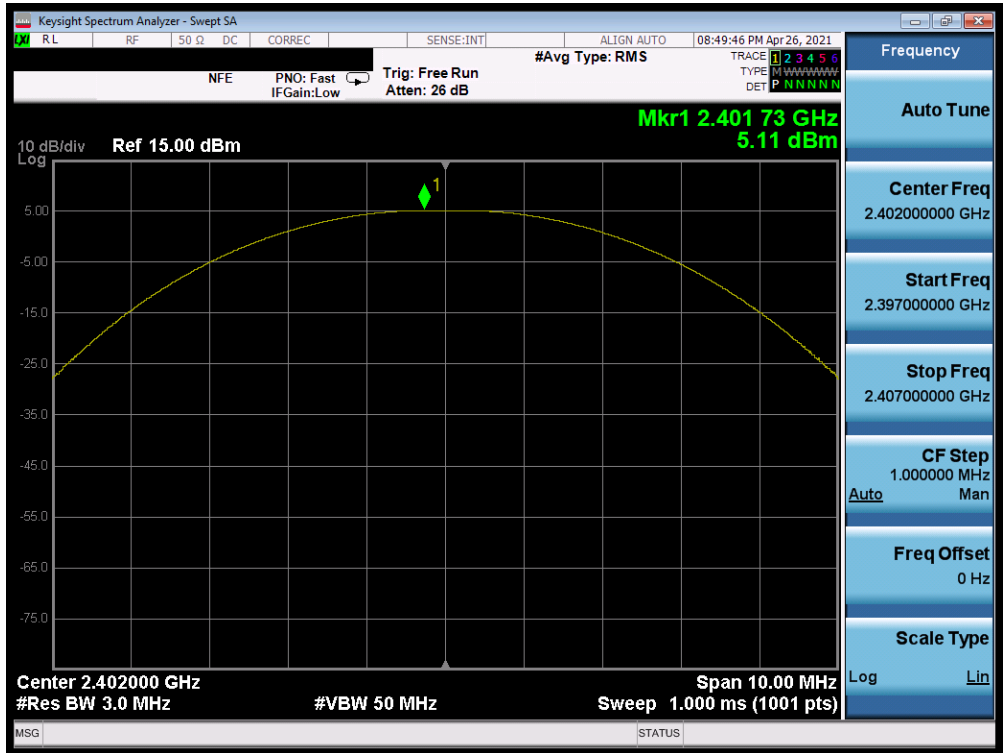 Keysight Spectrum Analyzer - Swept SA
LXI RL RF 50 Ω DC CORREC SENSE:INT ALIGN AUTO 08:49:46 PM Apr 26, 2021
NFE PNO: Fast Trig: Free Run #Avg Type: RMS TRACE 1 2 3 4 5 6
IFGain:Low Atten: 26 dB TYPE M W W W W W
DET P N N N N N
Mkr1 2.401 73 GHz
5.11 dBm
10 dB/div Ref 15.00 dBm
Log
1
5.00
-5.00
-15.0
-25.0
-35.0
-45.0
-55.0
-65.0
-75.0
Center 2.402000 GHz Span 10.00 MHz
#Res BW 3.0 MHz #VBW 50 MHz Sweep 1.000 ms (1001 pts)
MSG STATUS
Frequency
Auto Tune
Center Freq
2.402000000 GHz
Start Freq
2.397000000 GHz
Stop Freq
2.407000000 GHz
CF Step
1.000000 MHz
Auto Man
Freq Offset
0 Hz
Scale Type
Log Lin